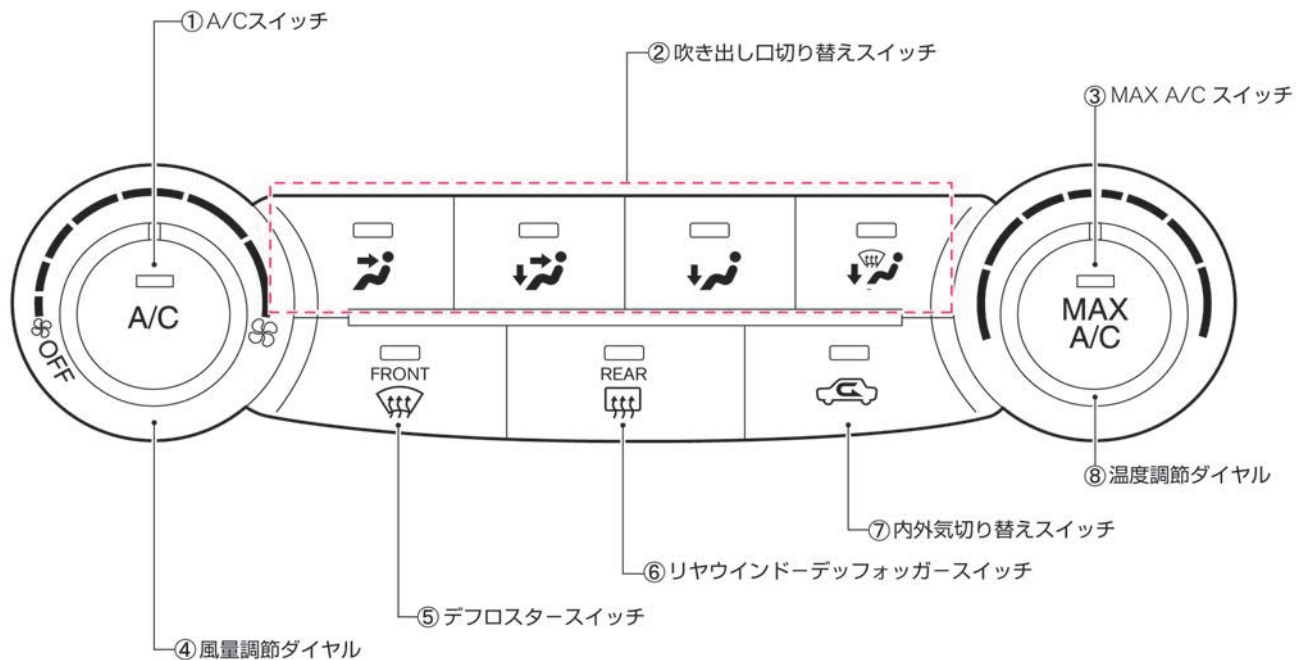 ①A/Cスイッチ
②吹き出し口切り替えスイッチ
③MAX A/C スイッチ
A/C
OFF
MAX
A/C
FRONT
REAR
⑧温度調節ダイヤル
⑦内外気切り替えスイッチ
⑥リヤウインドーデフォッガースイッチ
⑤デフロスタースイッチ
④風量調節ダイヤル